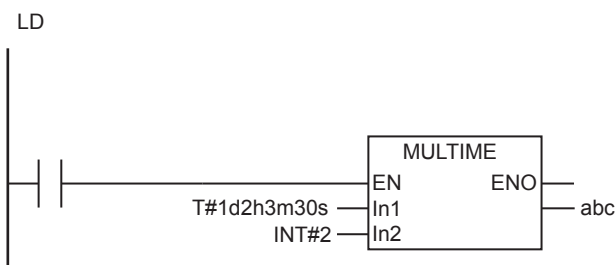 LD
MULTIME
EN ENO
T#1d2h3m30s In1 abc
INT#2 In2